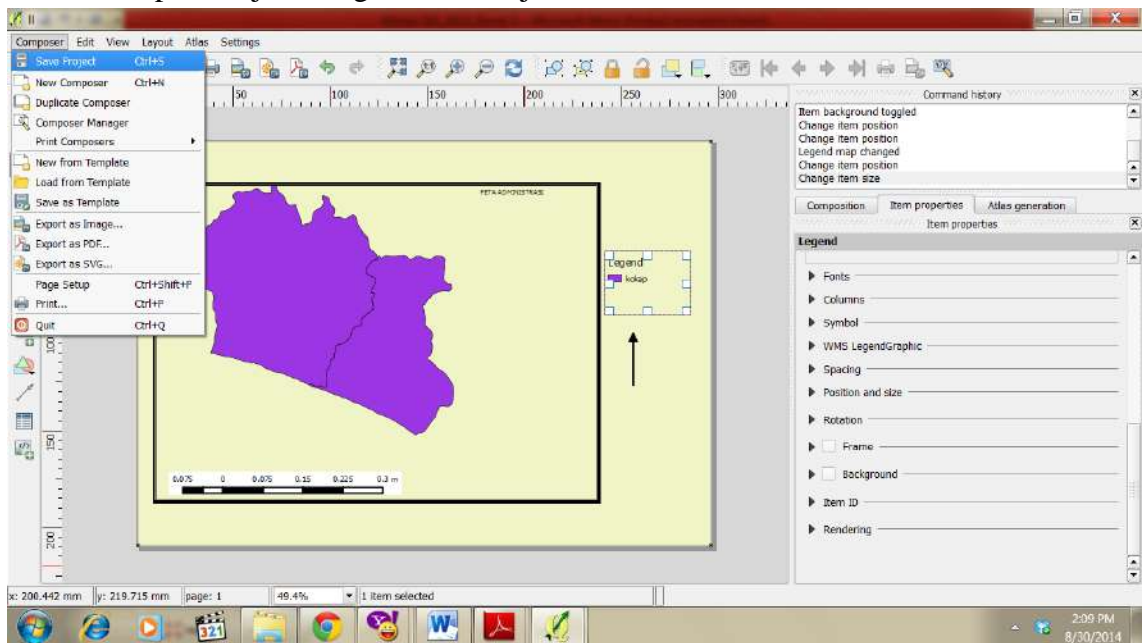 Composer Edit View Layout Atlas Settings
Save Project Ctrl+S
New Composer Ctrl+N
Duplicate Composer
Composer Manager
Print Composers
New from Template
Load from Template
Save as Template
Export as Image...
Export as PDF...
Export as SVG...
Page Setup Ctrl+Shift+P
Print... Ctrl+P
Quit Ctrl+Q
50 100 150 200 250 300
100
150
200
PETA ADMINISTRASI
Legend
kokap
0.075 0 0.075 0.15 0.225 0.3 m
Command history
Item background toggled
Change item position
Change item position
Legend map changed
Change item position
Change item size
Composition Item properties Atlas generation
Item properties
Legend
Fonts
Columns
Symbol
WMS LegendGraphic
Spacing
Position and size
Rotation
Frame
Background
Item ID
Rendering
x: 200.442 mm y: 219.715 mm page: 1 49.4% 1 item selected
321
2:09 PM
8/30/2014